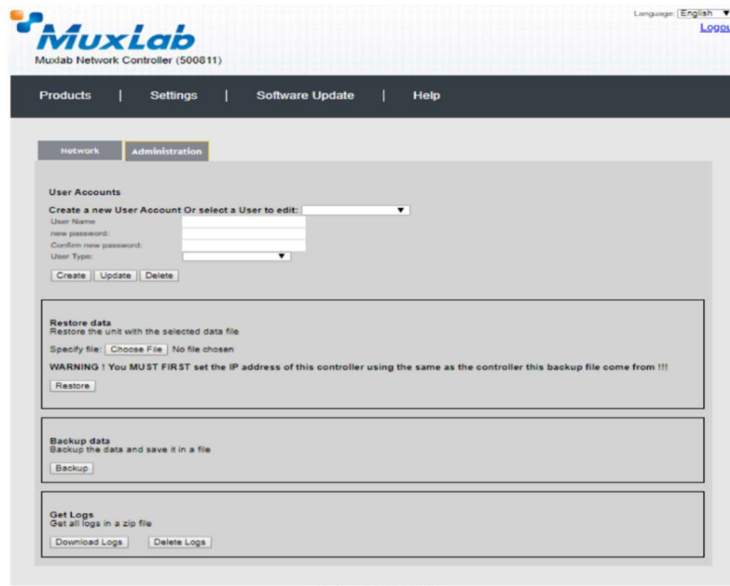 Language: English
Logou
MuxLab
Muxlab Network Controller (500811)
Products | Settings | Software Update | Help
Network Administration
User Accounts
Create a new User Account Or select a User to edit:
User Name
new password:
Confirm new password:
User Type:
Create Update Delete
Restore data
Restore the unit with the selected data file
Specify file: Choose File No file chosen
WARNING ! You MUST FIRST set the IP address of this controller using the same as the controller this backup file come from !!!
Restore
Backup data
Backup the data and save it in a file
Backup
Get Logs
Get all logs in a zip file
Download Logs Delete Logs